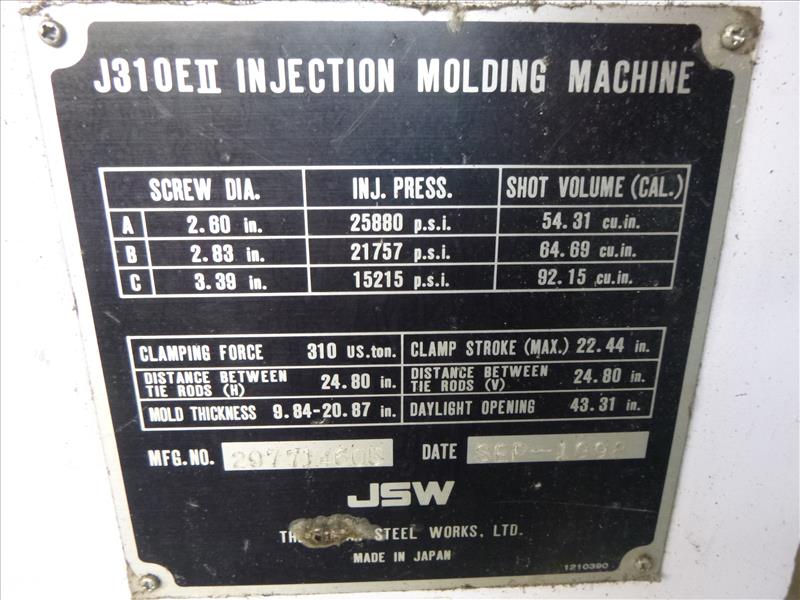 J310EII INJECTION MOLDING MACHINE
SCREW DIA. INJ. PRESS. SHOT VOLUME (CAL.)
A 2.60 in. 25880 p.s.i. 54.31 cu.in.
B 2.83 in. 21757 p.s.i. 64.69 cu.in.
C 3.39 in. 15215 p.s.i. 92.15 cu.in.
CLAMPING FORCE 310 US.ton. CLAMP STROKE (MAX.) 22.44 in.
DISTANCE BETWEEN TIE RODS (H) 24.80 in. DISTANCE BETWEEN TIE RODS (V) 24.80 in.
MOLD THICKNESS 9.84-20.87 in. DAYLIGHT OPENING 43.31 in.
MFG.NO. DATE SEP-1998
JSW
STEEL WORKS, LTD.
MADE IN JAPAN
1210390